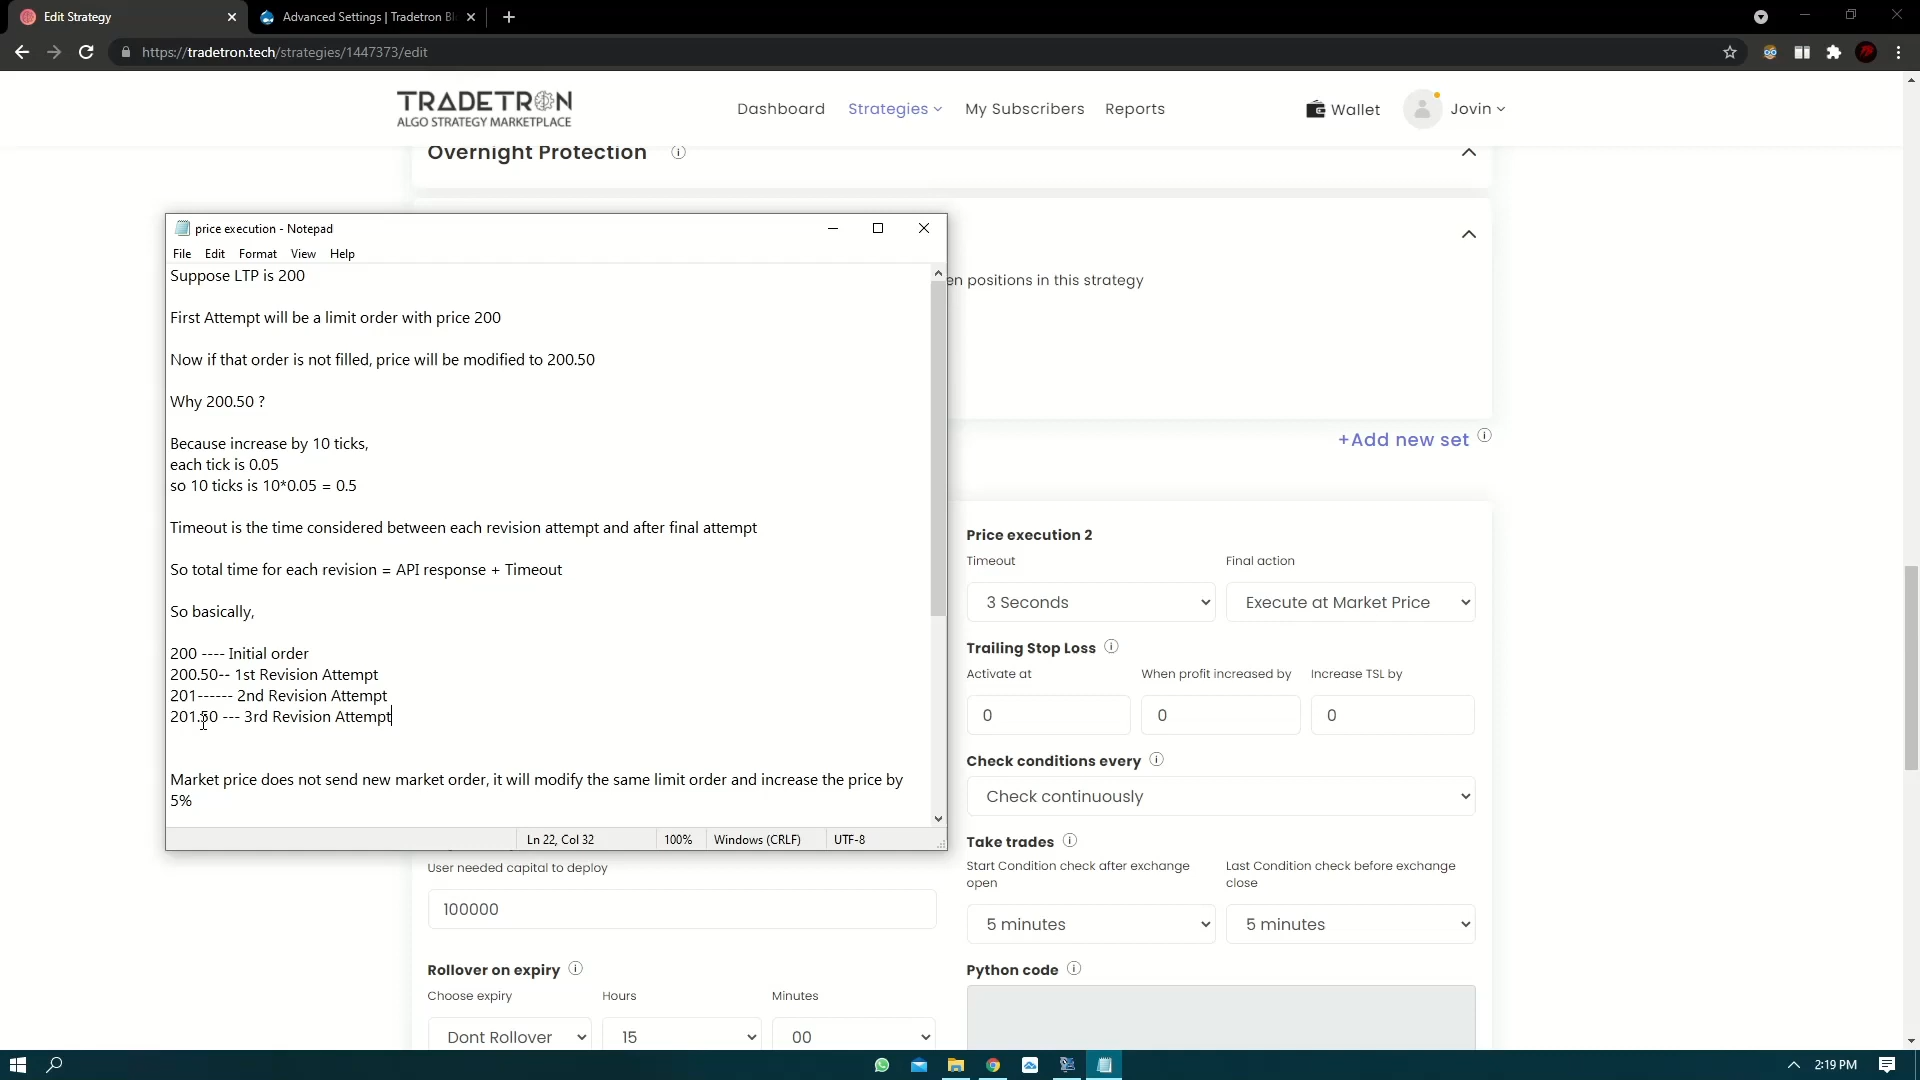 Edit Strategy
Advanced Settings | Tradetron Bl
https://tradetron.tech/strategies/1447373/edit
TRADETRON
ALGO STRATEGY MARKETPLACE
Dashboard
Strategies
My Subscribers
Reports
Wallet
Jovin
Overnight Protection
price execution - Notepad
File Edit Format View Help
Suppose LTP is 200
First Attempt will be a limit order with price 200
Now if that order is not filled, price will be modified to 200.50
Why 200.50 ?
Because increase by 10 ticks,
each tick is 0.05
so 10 ticks is 10*0.05 = 0.5
Timeout is the time considered between each revision attempt and after final attempt
So total time for each revision = API response + Timeout
So basically,
200 ---- Initial order
200.50-- 1st Revision Attempt
201------ 2nd Revision Attempt
201.50 --- 3rd Revision Attempt
Market price does not send new market order, it will modify the same limit order and increase the price by
5%
Ln 22, Col 32
100%
Windows (CRLF)
UTF-8
en positions in this strategy
+Add new set
Price execution 2
Timeout
Final action
3 Seconds
Execute at Market Price
Trailing Stop Loss
Activate at
When profit increased by
Increase TSL by
0
0
0
Check conditions every
Check continuously
Take trades
Start Condition check after exchange
open
Last Condition check before exchange
close
5 minutes
5 minutes
User needed capital to deploy
100000
Rollover on expiry
Choose expiry
Hours
Minutes
Dont Rollover
15
00
Python code
2:19 PM